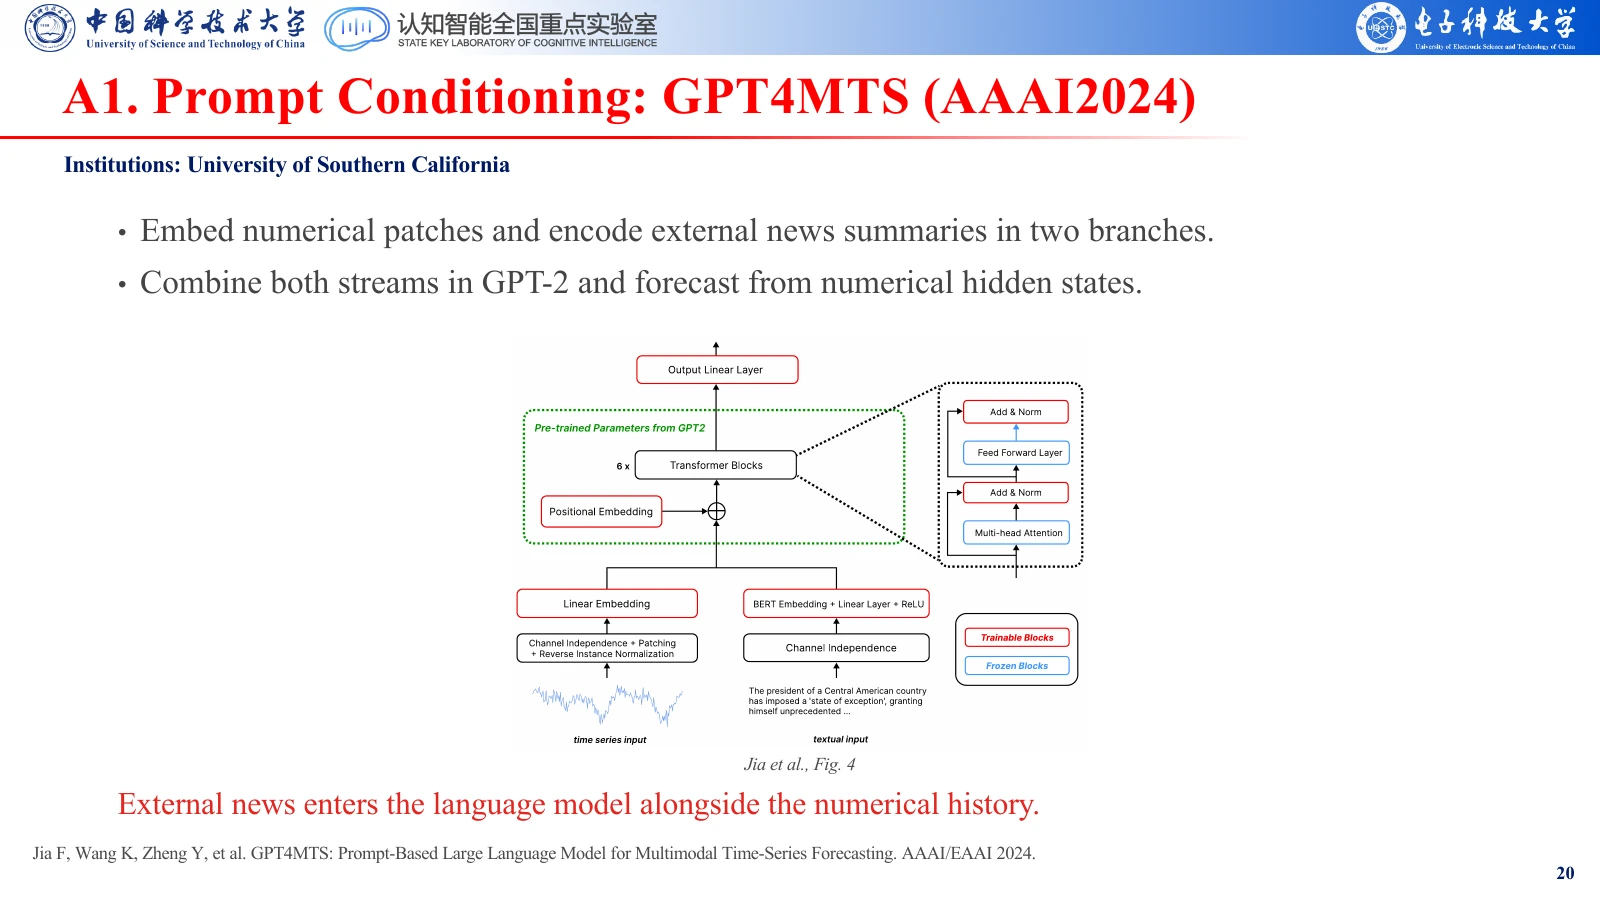 中国科学技术大学
University of Science and Technology of China
认知智能全国重点实验室
STATE KEY LABORATORY OF COGNITIVE INTELLIGENCE
电子科技大学
University of Electronic Science and Technology of China
A1. Prompt Conditioning: GPT4MTS (AAAI2024)
Institutions: University of Southern California
• Embed numerical patches and encode external news summaries in two branches.
• Combine both streams in GPT-2 and forecast from numerical hidden states.
Output Linear Layer
Pre-trained Parameters from GPT2
6 x
Transformer Blocks
Positional Embedding
Linear Embedding
Channel Independence + Patching
+ Reverse Instance Normalization
time series input
BERT Embedding + Linear Layer + ReLU
Channel Independence
The president of a Central American country
has imposed a 'state of exception', granting
himself unprecedented ...
textual input
Add & Norm
Feed Forward Layer
Add & Norm
Multi-head Attention
Trainable Blocks
Frozen Blocks
Jia et al., Fig. 4
External news enters the language model alongside the numerical history.
Jia F, Wang K, Zheng Y, et al. GPT4MTS: Prompt-Based Large Language Model for Multimodal Time-Series Forecasting. AAAI/EAAI 2024.
20